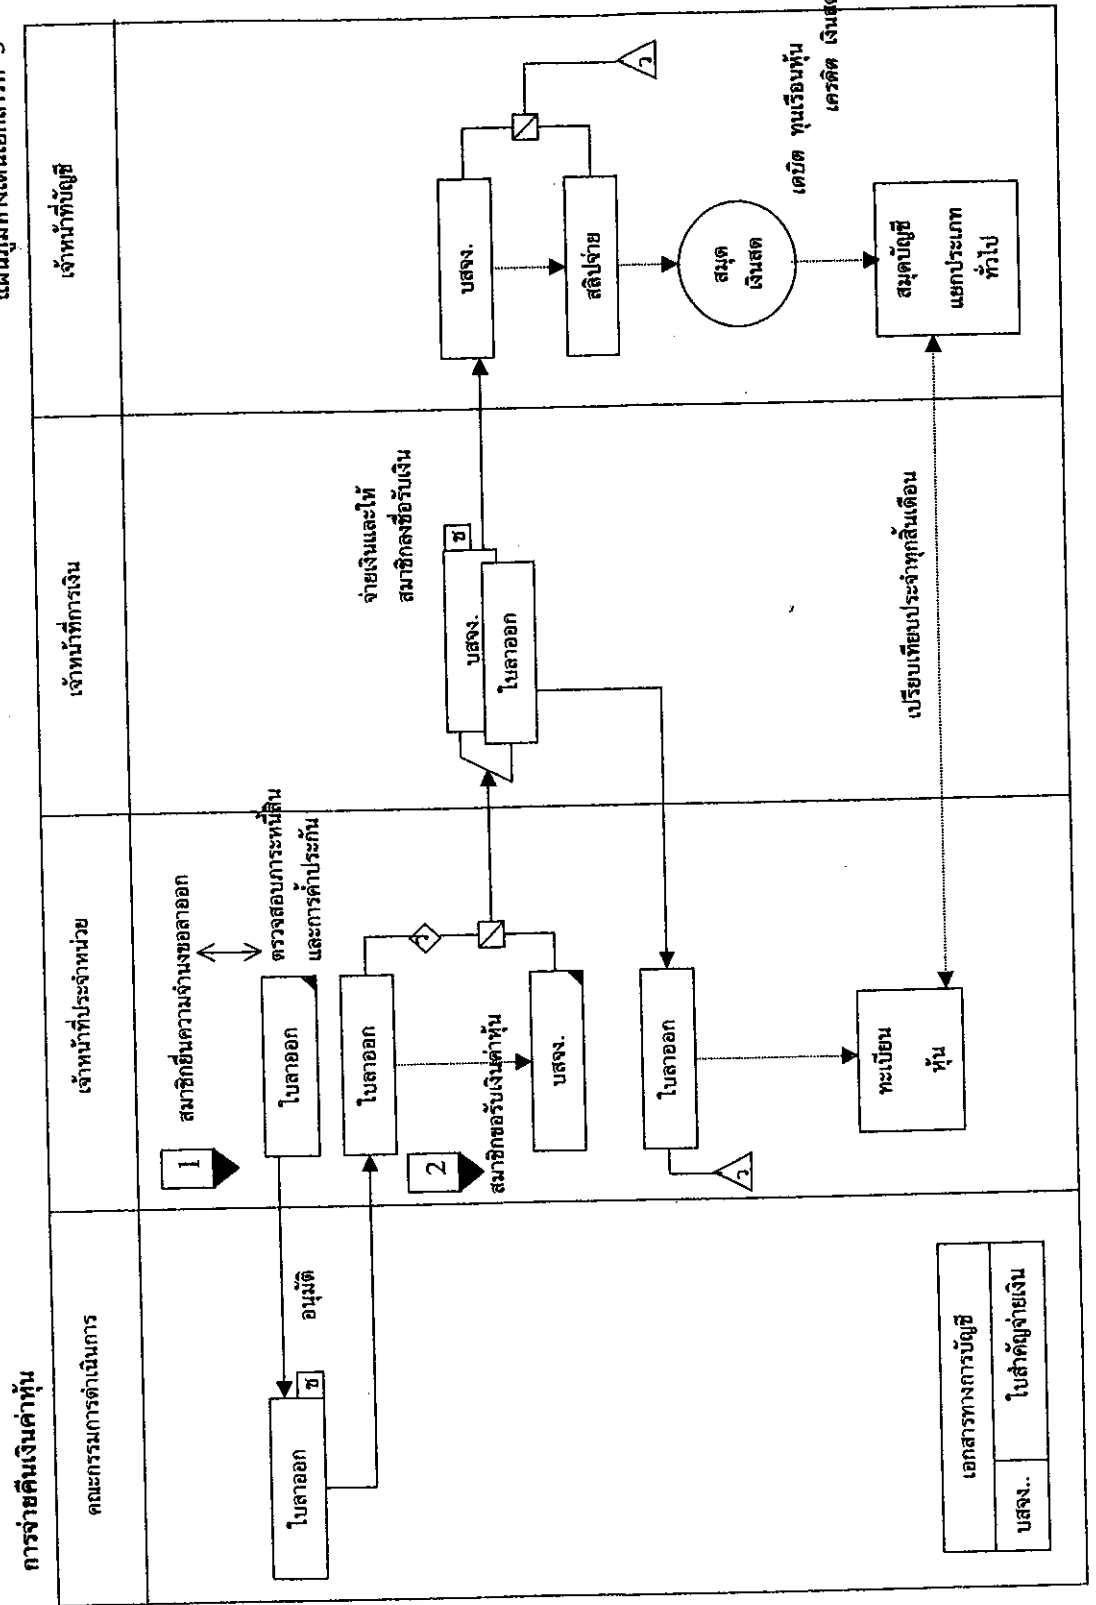 การจ่ายคืนเงินค่าหุ้น
คณะกรรมการดำเนินการ
เจ้าหน้าที่ประจำหน่วย
เจ้าหน้าที่การเงิน
เจ้าหน้าที่บัญชี
ใบลาออก
ช
อนุมัติ
1
สมาชิกยื่นความจำนงขอลาออก
ตรวจสอบภาระหนี้สิน
และการค้ำประกัน
ใบลาออก
ใบลาออก
2
สมาชิกขอรับเงินค่าหุ้น
บสจง.
จ่ายเงินและให้
สมาชิกลงชื่อรับเงิน
ช
บสจง.
ใบลาออก
บสจง.
สลิปจ่าย
ว
สมุด
เงินสด
เดบิต ทุนเรือนหุ้น
เครดิต
สมุดบัญชี
แยกประเภท
ทั่วไป
ใบลาออก
ว
ทะเบียน
หุ้น
เปรียบเทียบประจำทุกสิ้นเดือน
เอกสารทางการบัญชี
บสจง..
ใบสำคัญจ่ายเงิน